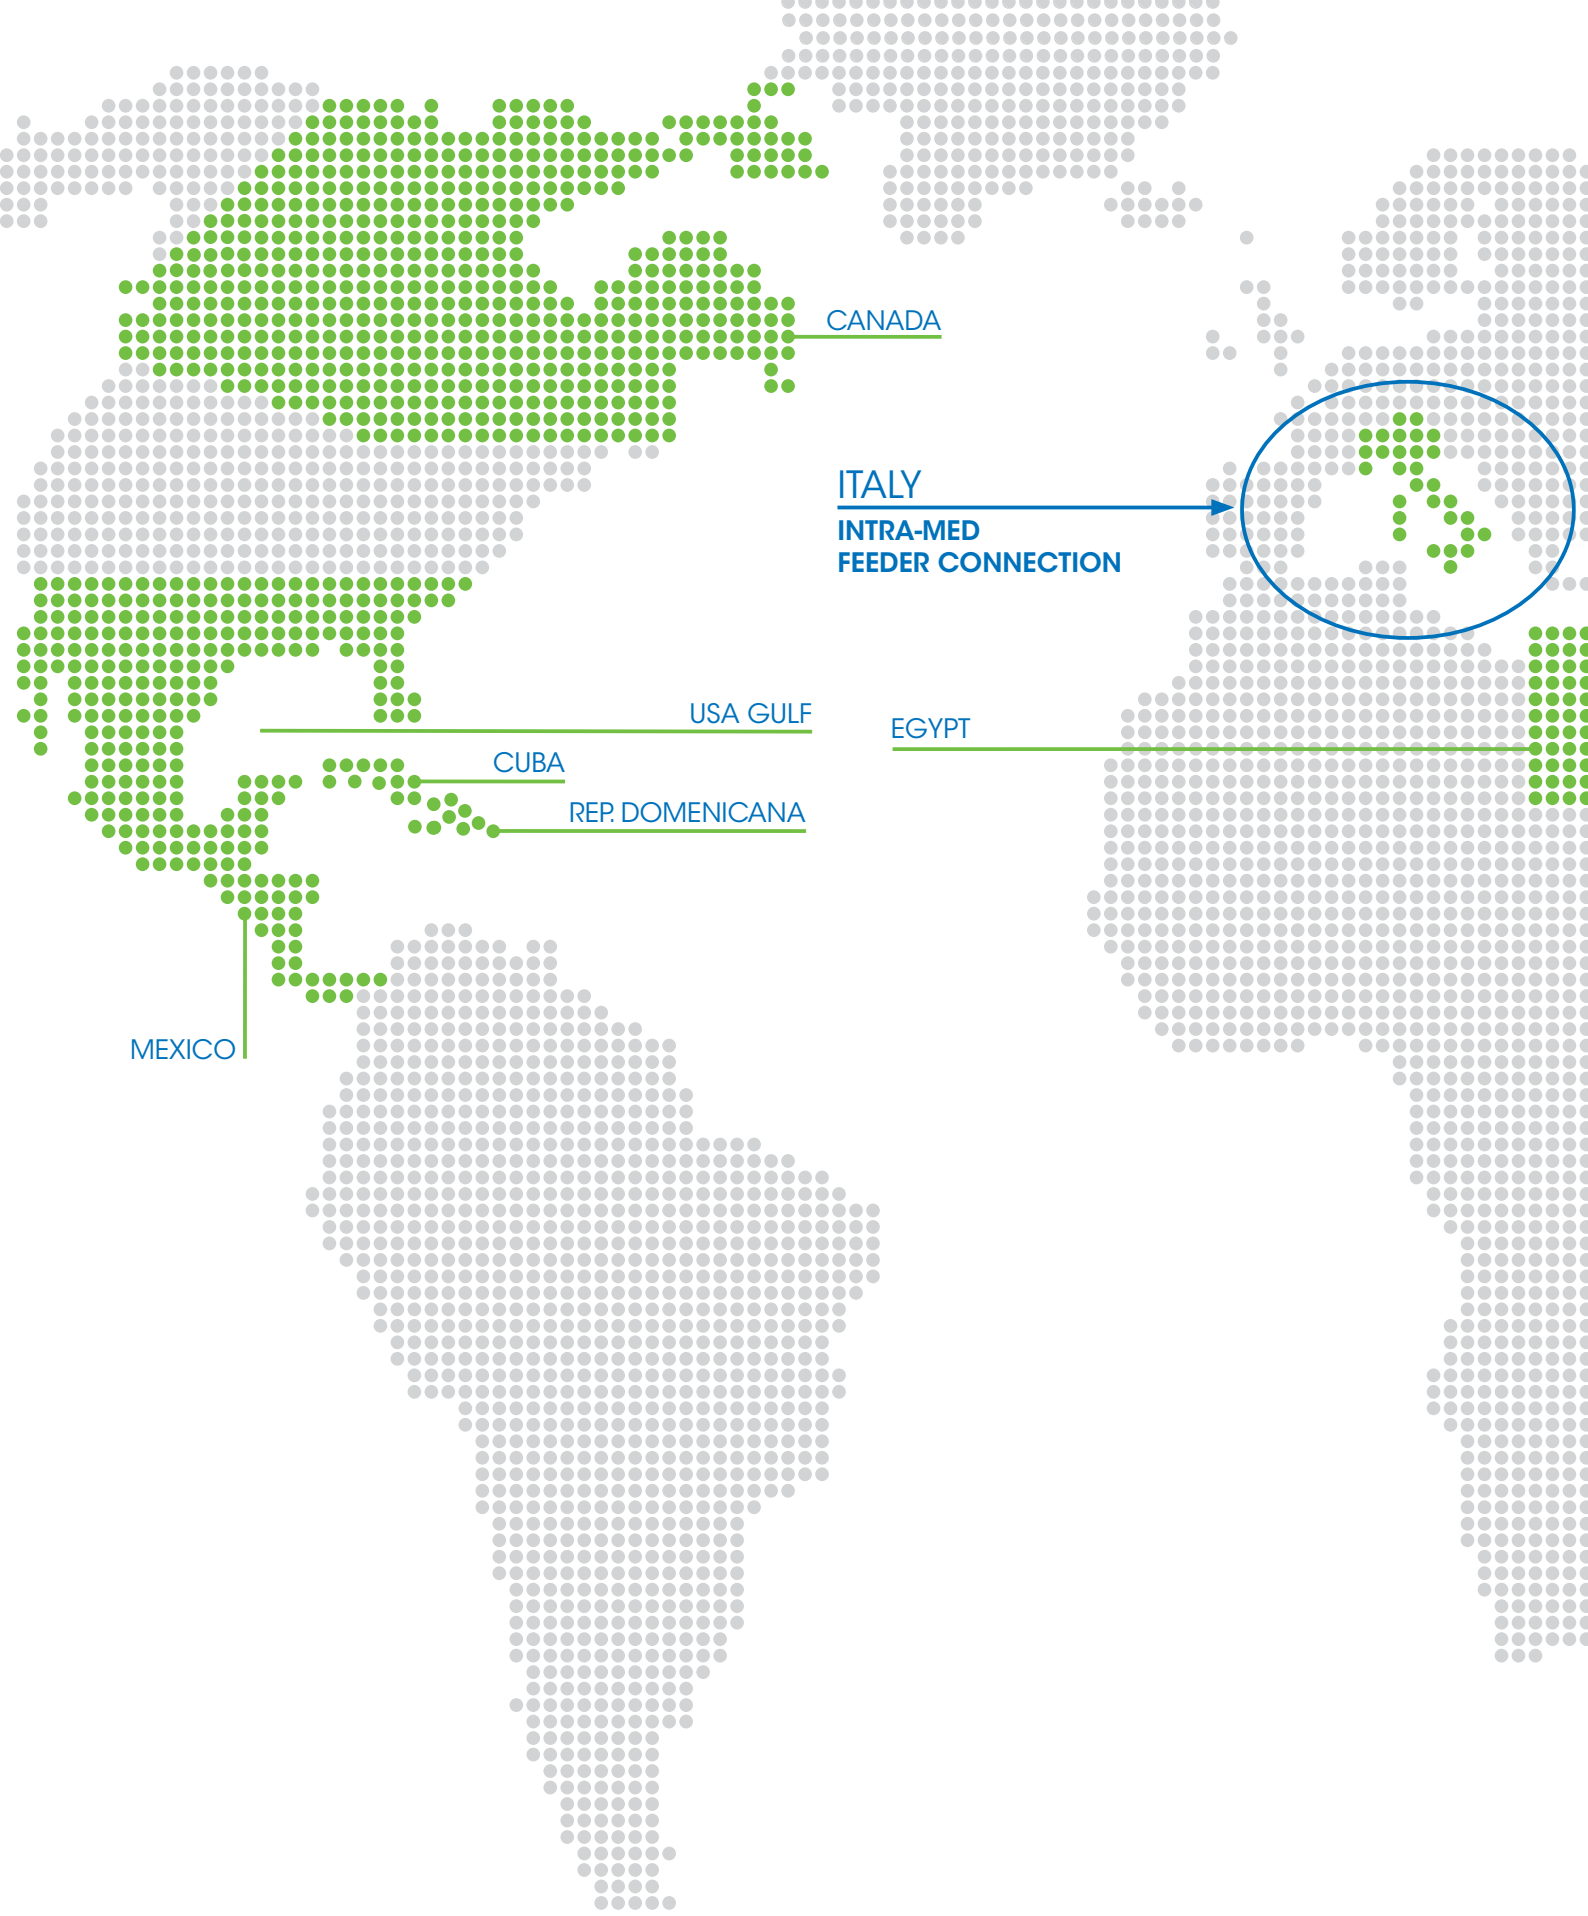 CANADA
ITALY
INTRA-MED
FEEDER CONNECTION
USA GULF
EGYPT
CUBA
REP. DOMENICANA
MEXICO